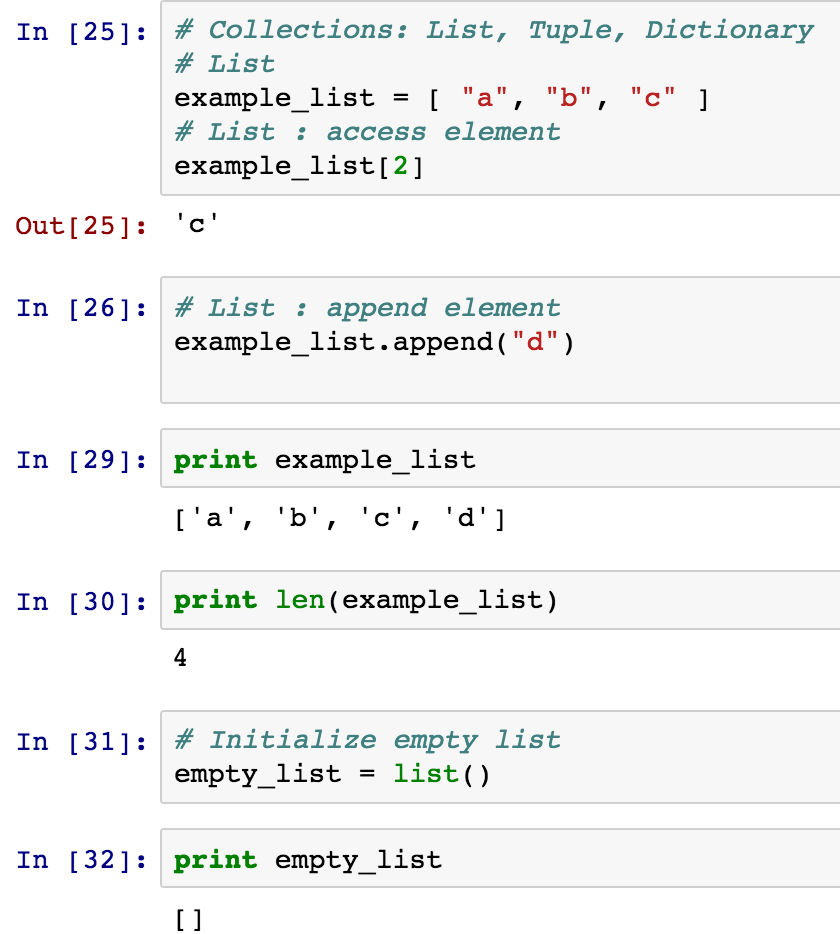 In [25]: # Collections: List, Tuple, Dictionary
# List
example_list = [ "a", "b", "c" ]
# List : access element
example_list[2]
Out[25]: 'c'
In [26]: # List : append element
example_list.append("d")
In [29]: print example_list
['a', 'b', 'c', 'd']
In [30]: print len(example_list)
4
In [31]: # Initialize empty list
empty_list = list()
In [32]: print empty_list
[]